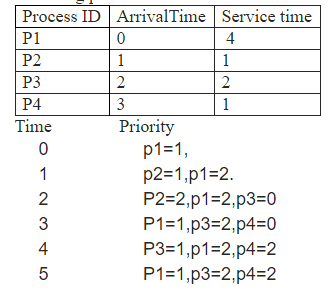 Process ID ArrivalTime Service time
P1 0 4
P2 1 1
P3 2 2
P4 3 1
Time Priority
0 p1=1,
1 p2=1,p1=2.
2 P2=2,p1=2,p3=0
3 P1=1,p3=2,p4=0
4 P3=1,p1=2,p4=2
5 P1=1,p3=2,p4=2